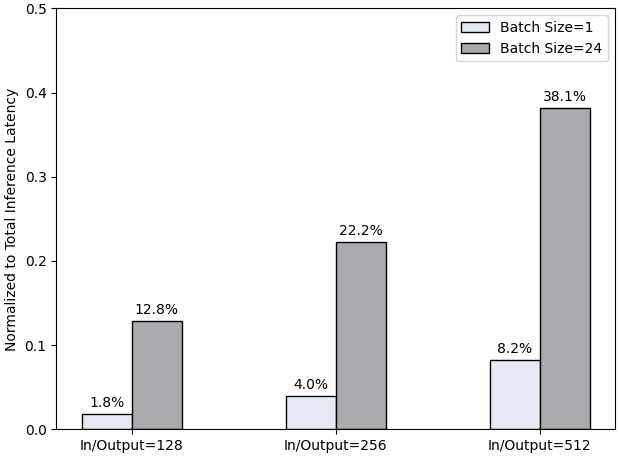 Normalized to Total Inference Latency
0.5
0.4
0.3
0.2
0.1
0.0
Batch Size=1
Batch Size=24
1.8%
12.8%
4.0%
22.2%
8.2%
38.1%
In/Output=128
In/Output=256
In/Output=512